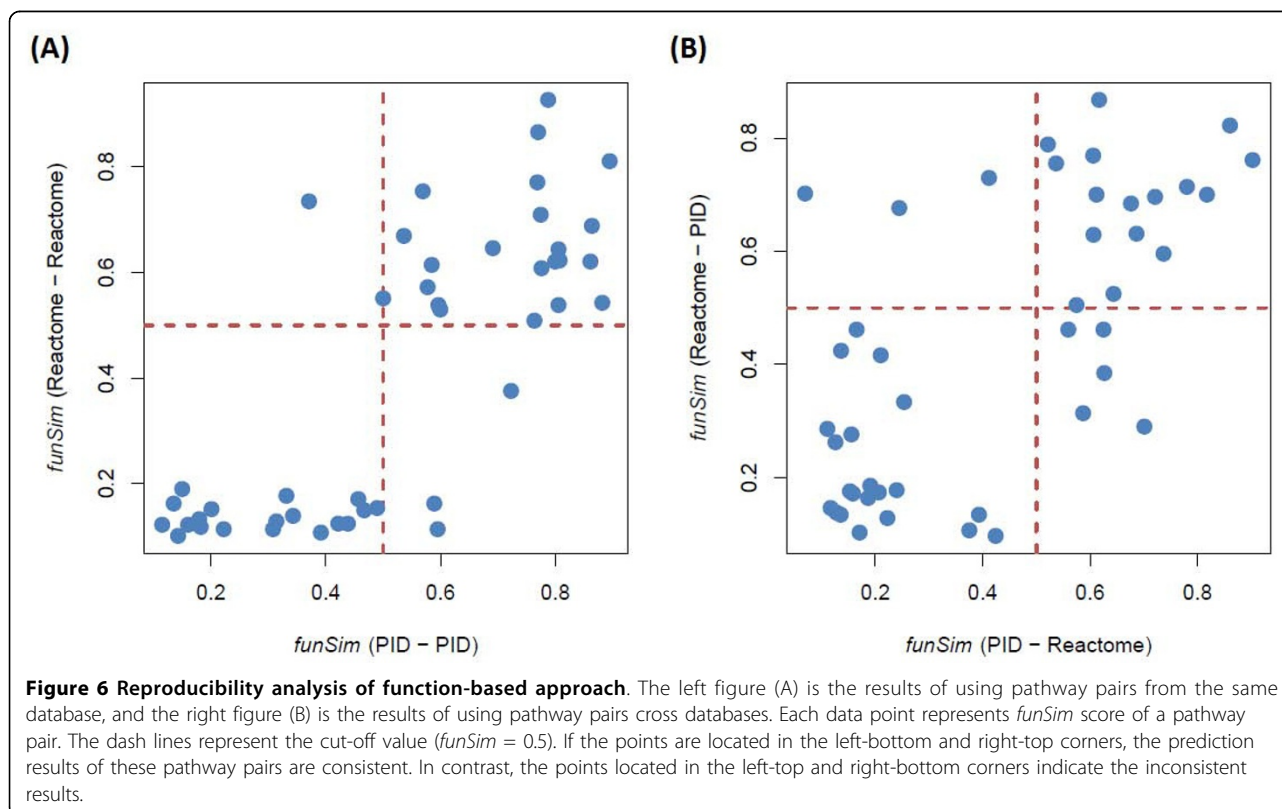 (A)
(B)
funSim (Reactome – Reactome)
0.8
0.6
0.4
0.2
0.2
0.4
0.6
0.8
funSim (PID – PID)
funSim (Reactome – PID)
0.8
0.6
0.4
0.2
0.2
0.4
0.6
0.8
funSim (PID – Reactome)
Figure 6 Reproducibility analysis of function-based approach. The left figure (A) is the results of using pathway pairs from the same
database, and the right figure (B) is the results of using pathway pairs cross databases. Each data point represents funSim score of a pathway
pair. The dash lines represent the cut-off value (funSim = 0.5). If the points are located in the left-bottom and right-top corners, the prediction
results of these pathway pairs are consistent. In contrast, the points located in the left-top and right-bottom corners indicate the inconsistent
results.